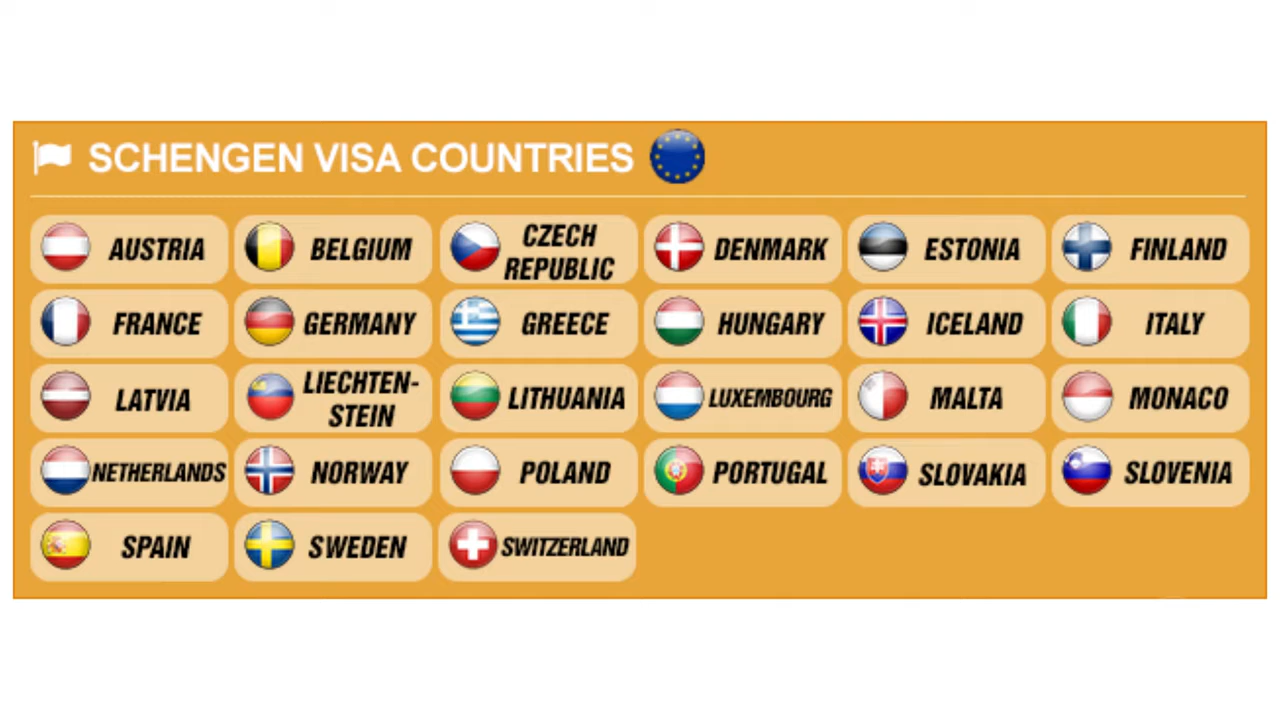 SCHENGEN VISA COUNTRIES
AUSTRIA
BELGIUM
CZECH
REPUBLIC
DENMARK
ESTONIA
FINLAND
FRANCE
GERMANY
GREECE
HUNGARY
ICELAND
ITALY
LATVIA
LIECHTEN-
STEIN
LITHUANIA
LUXEMBOURG
MALTA
MONACO
NETHERLANDS
NORWAY
POLAND
PORTUGAL
SLOVAKIA
SLOVENIA
SPAIN
SWEDEN
SWITZERLAND